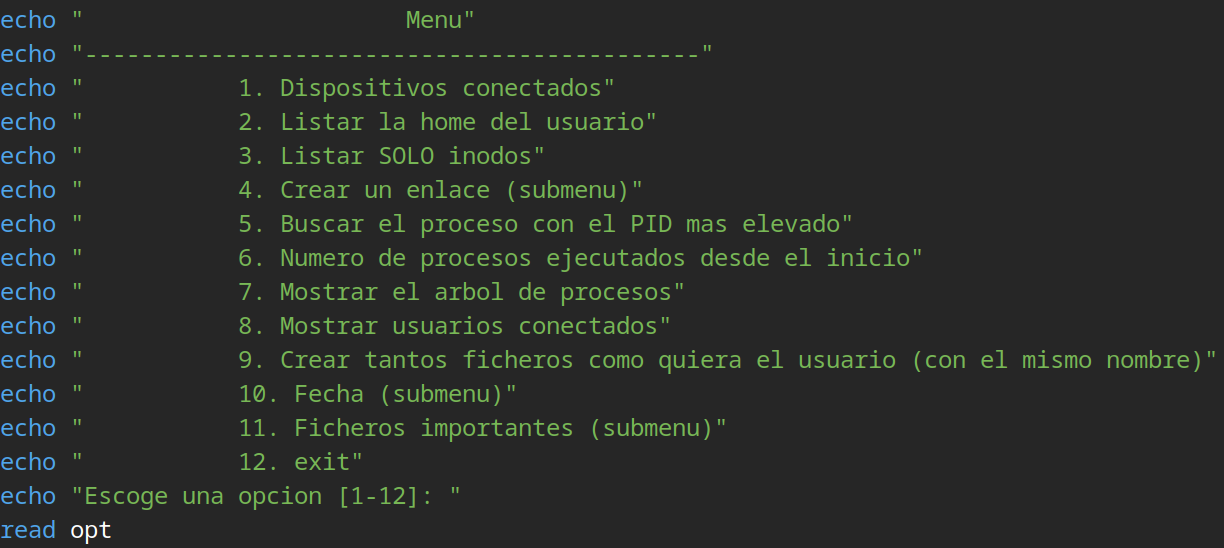 echo "                       Menu"
echo "--------------------------------------------"
echo "           1. Dispositivos conectados"
echo "           2. Listar la home del usuario"
echo "           3. Listar SOLO inodos"
echo "           4. Crear un enlace (submenu)"
echo "           5. Buscar el proceso con el PID mas elevado"
echo "           6. Numero de procesos ejecutados desde el inicio"
echo "           7. Mostrar el arbol de procesos"
echo "           8. Mostrar usuarios conectados"
echo "           9. Crear tantos ficheros como quiera el usuario (con el mismo nombre)"
echo "           10. Fecha (submenu)"
echo "           11. Ficheros importantes (submenu)"
echo "           12. exit"
echo "Escoge una opcion [1-12]: "
read opt